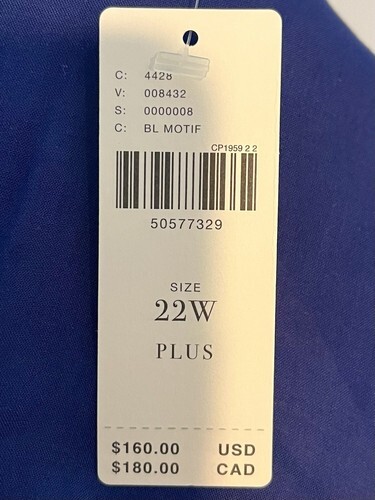 C: 4428
V: 008432
S: 0000008
C: BL MOTIF
CP1959 2 2
50577329
SIZE
22W
PLUS
$160.00 USD
$180.00 CAD